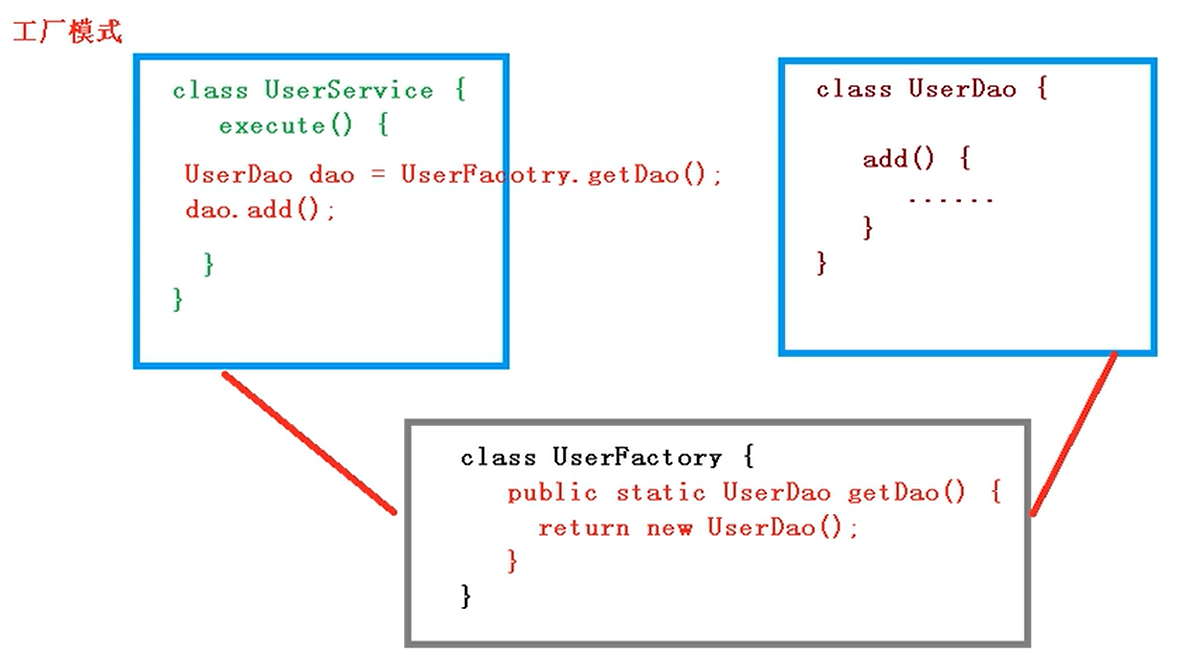 工厂模式
class UserService {
execute() {
UserDao dao = UserFacotry.getDao();
dao.add();
}
}
class UserDao {
add() {
......
}
}
class UserFactory {
public static UserDao getDao() {
return new UserDao();
}
}